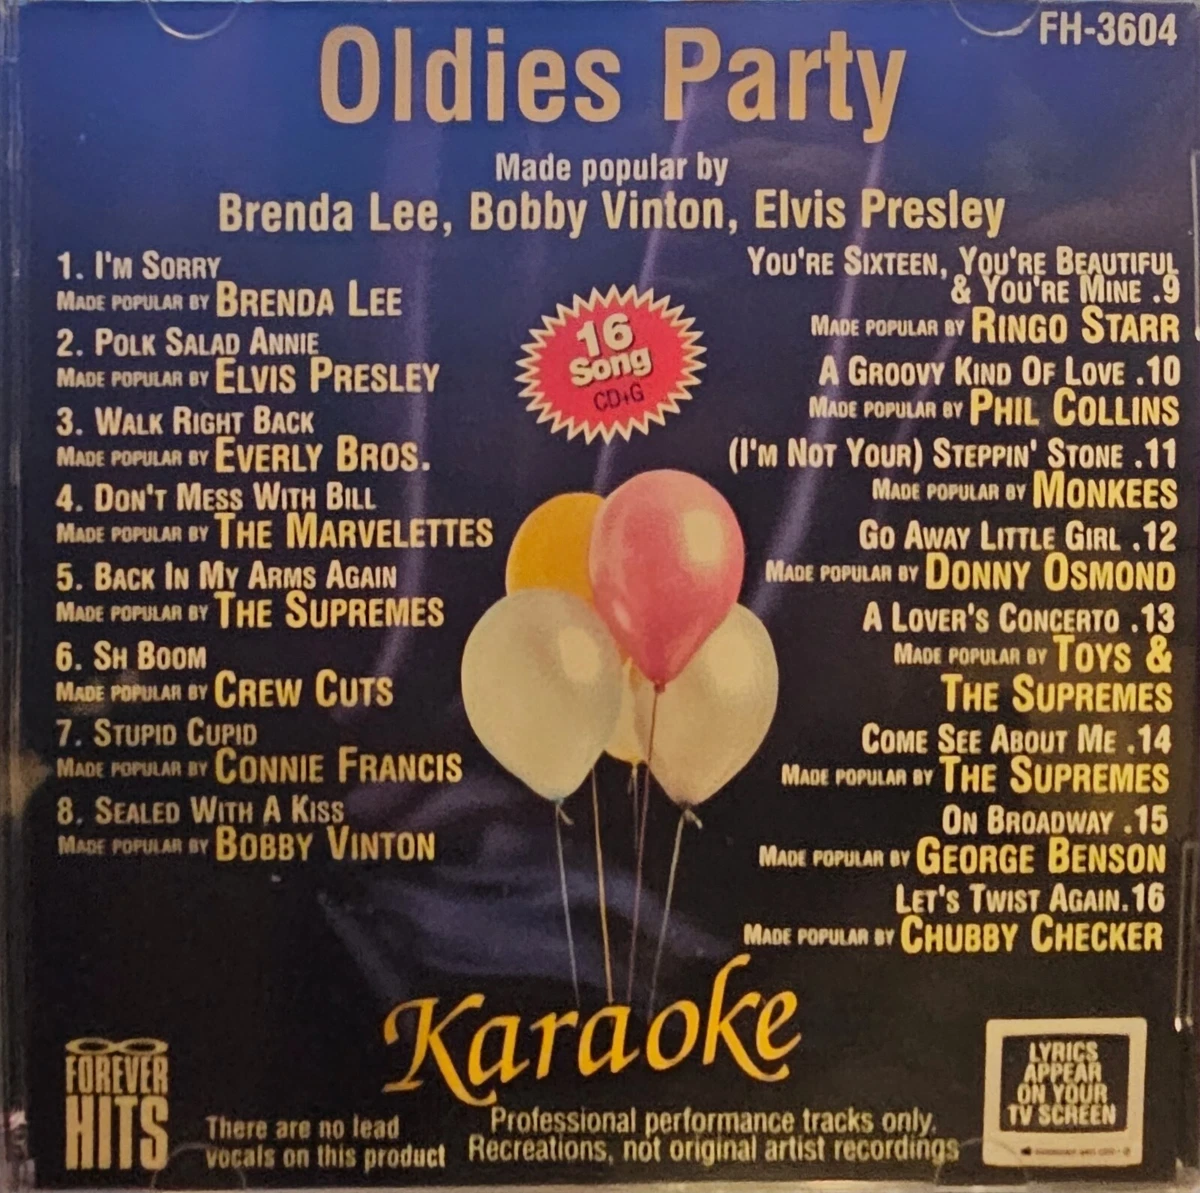 FH-3604
Oldies Party
Made popular by
Brenda Lee, Bobby Vinton, Elvis Presley
1. I'M SORRY
MADE POPULAR BY BRENDA LEE
2. POLK SALAD ANNIE
MADE POPULAR BY ELVIS PRESLEY
3. WALK RIGHT BACK
MADE POPULAR BY EVERLY BROS.
4. DON'T MESS WITH BILL
MADE POPULAR BY THE MARVELETTES
5. BACK IN MY ARMS AGAIN
MADE POPULAR BY THE SUPREMES
6. SH BOOM
MADE POPULAR BY CREW CUTS
7. STUPID CUPID
MADE POPULAR BY CONNIE FRANCIS
8. SEALED WITH A KISS
MADE POPULAR BY BOBBY VINTON
16
Song
CD+G
YOU'RE SIXTEEN, YOU'RE BEAUTIFUL
& YOU'RE MINE .9
MADE POPULAR BY RINGO STARR
A GROOVY KIND OF LOVE .10
MADE POPULAR BY PHIL COLLINS
(I'M NOT YOUR) STEPPIN' STONE .11
MADE POPULAR BY MONKEES
GO AWAY LITTLE GIRL .12
MADE POPULAR BY DONNY OSMOND
A LOVER'S CONCERTO .13
MADE POPULAR BY TOYS &
THE SUPREMES
COME SEE ABOUT ME .14
MADE POPULAR BY THE SUPREMES
ON BROADWAY .15
MADE POPULAR BY GEORGE BENSON
LET'S TWIST AGAIN.16
MADE POPULAR BY CHUBBY CHECKER
Karaoke
FOREVER
HITS
There are no lead
vocals on this product
Professional performance tracks only.
Recreations, not original artist recordings
LYRICS
APPEAR
ON YOUR
TV SCREEN